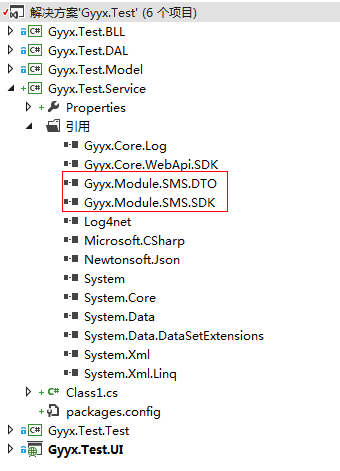 解决方案'Gyyx.Test' (6 个项目)
Gyyx.Test.BLL
Gyyx.Test.DAL
Gyyx.Test.Model
Gyyx.Test.Service
Properties
引用
Gyyx.Core.Log
Gyyx.Core.WebApi.SDK
Gyyx.Module.SMS.DTO
Gyyx.Module.SMS.SDK
Log4net
Microsoft.CSharp
Newtonsoft.Json
System
System.Core
System.Data
System.Data.DataSetExtensions
System.Xml
System.Xml.Linq
Class1.cs
packages.config
Gyyx.Test.Test
Gyyx.Test.UI